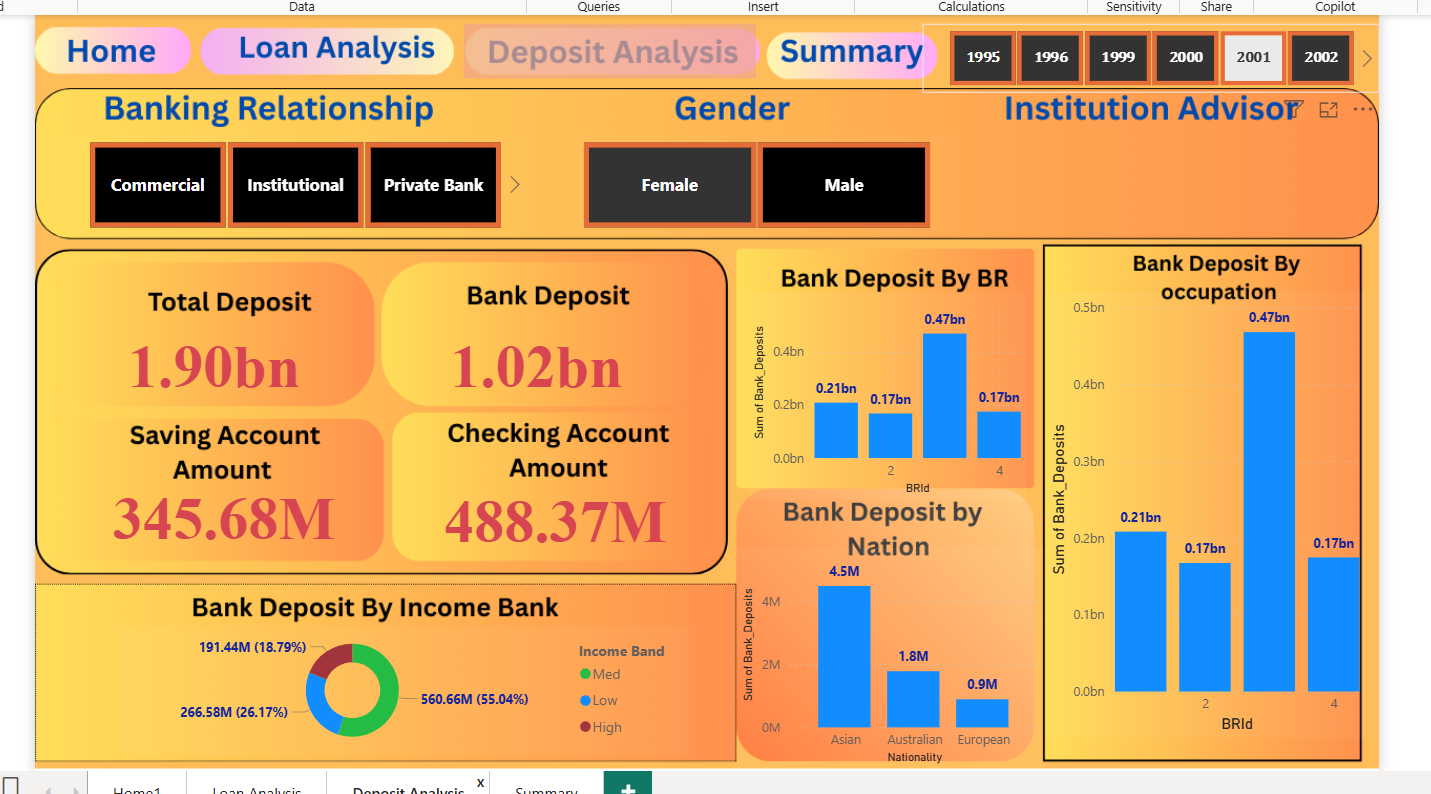 Data Queries Insert Calculations Sensitivity Share Copilot
Home Loan Analysis Deposit Analysis Summary 1995 1996 1999 2000 2001 2002
Banking Relationship Gender Institution Advisor
Commercial Institutional Private Bank Female Male
Total Deposit
1.90bn
Bank Deposit
1.02bn
Saving Account
Amount
345.68M
Checking Account
Amount
488.37M
Bank Deposit By BR
Sum of Bank_Deposits
0.4bn
0.2bn
0.0bn
0.21bn
0.17bn
0.47bn
0.17bn
2 4
BRId
Bank Deposit By
occupation
Sum of Bank_Deposits
0.5bn
0.4bn
0.3bn
0.2bn
0.1bn
0.0bn
0.21bn
0.17bn
0.47bn
0.17bn
2 4
BRId
Bank Deposit By Income Bank
191.44M (18.79%)
266.58M (26.17%)
560.66M (55.04%)
Income Band
Med
Low
High
Bank Deposit by
Nation
Sum of Bank_Deposits
4M
2M
0M
4.5M
1.8M
0.9M
Asian Australian European
Nationality
Home1 Loan Analysis Deposit Analysis x Summary +